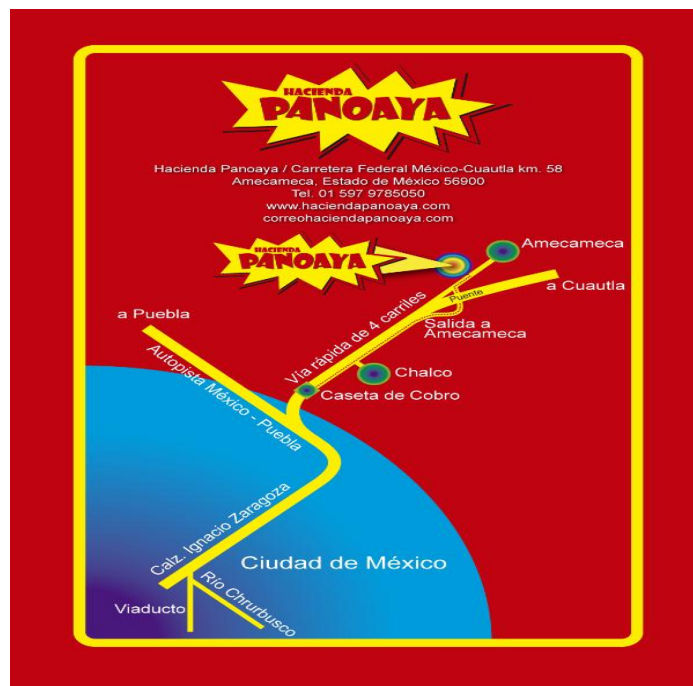 HACIENDA
PANOAYA
Hacienda Panoaya / Carretera Federal México-Cuautla km. 58
Amecameca, Estado de México 56900
Tel. 01 597 9785050
www.haciendapanoaya.com
correohaciendapanoaya.com
HACIENDA
PANOAYA
Amecameca
a Cuautla
Puente
Salida a
Amecameca
Vía rápida de 4 carriles
a Puebla
Autopista México - Puebla
Chalco
Caseta de Cobro
Calz. Ignacio Zaragoza
Ciudad de México
Río Chrurbusco
Viaducto